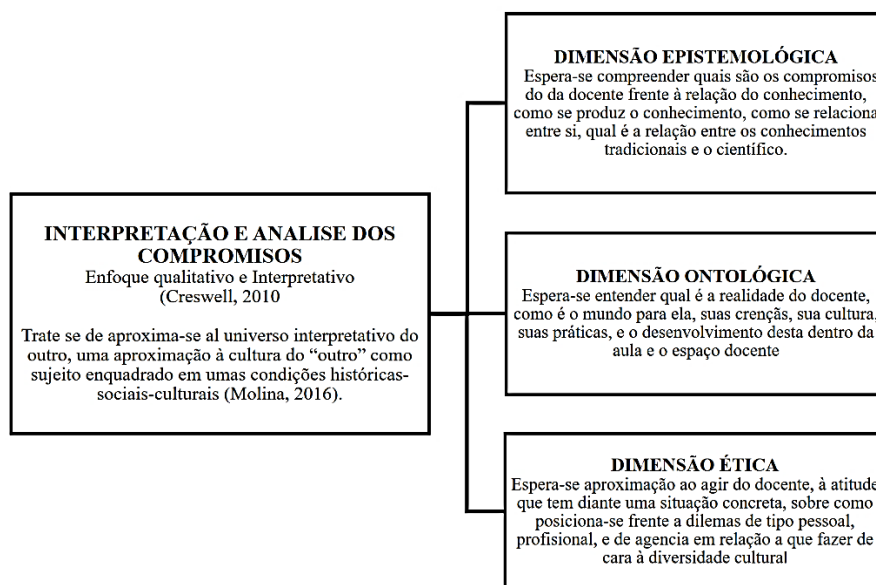 INTERPRETAÇÃO E ANALISE DOS
COMPROMISOS
Enfoque qualitativo e Interpretativo
(Creswell, 2010
Trate se de aproxima-se al universo interpretativo do
outro, uma aproximação à cultura do “outro” como
sujeito enquadrado em umas condições históricas-
sociais-culturais (Molina, 2016).
DIMENSÃO EPISTEMOLÓGICA
Espera-se compreender quais são os compromisos
do da docente frente à relação do conhecimento,
como se produz o conhecimento, como se relaciona
entre si, qual é a relação entre os conhecimentos
tradicionais e o científico.
DIMENSÃO ONTOLÓGICA
Espera-se entender qual é a realidade do docente,
como é o mundo para ela, suas crençãs, sua cultura,
suas práticas, e o desenvolvimento desta dentro da
aula e o espaço docente
DIMENSÃO ÉTICA
Espera-se aproximação ao agir do docente, à atitude
que tem diante uma situação concreta, sobre como
posiciona-se frente a dilemas de tipo pessoal,
profisional, e de agencia em relação a que fazer de
cara à diversidade cultural